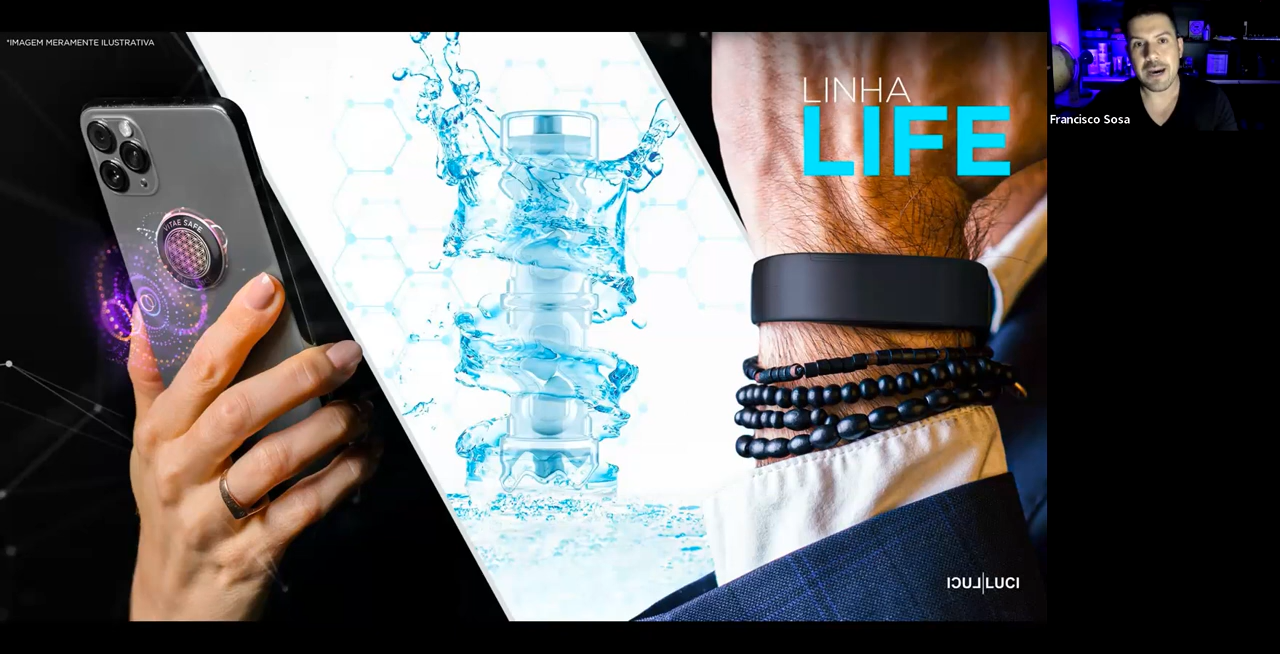 *IMAGEM MERAMENTE ILUSTRATIVA
LINHA
LIFE
Francisco Sosa
VITAE SAFE
LUCI|LUCI